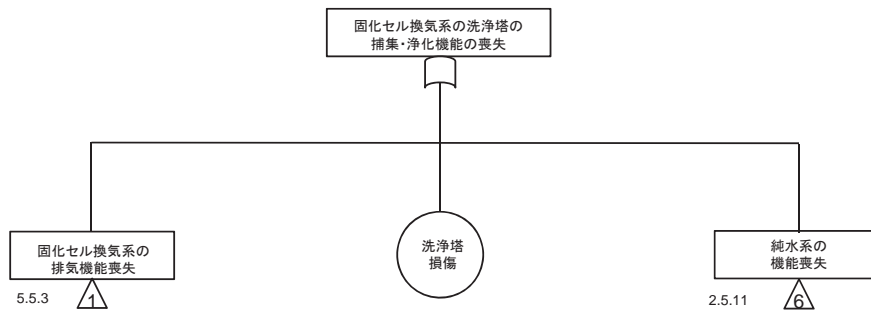 固化セル換気系の洗浄塔の
捕集・浄化機能の喪失
固化セル換気系の
排気機能喪失
5.5.3
1
洗浄塔
損傷
純水系の
機能喪失
2.5.11
6